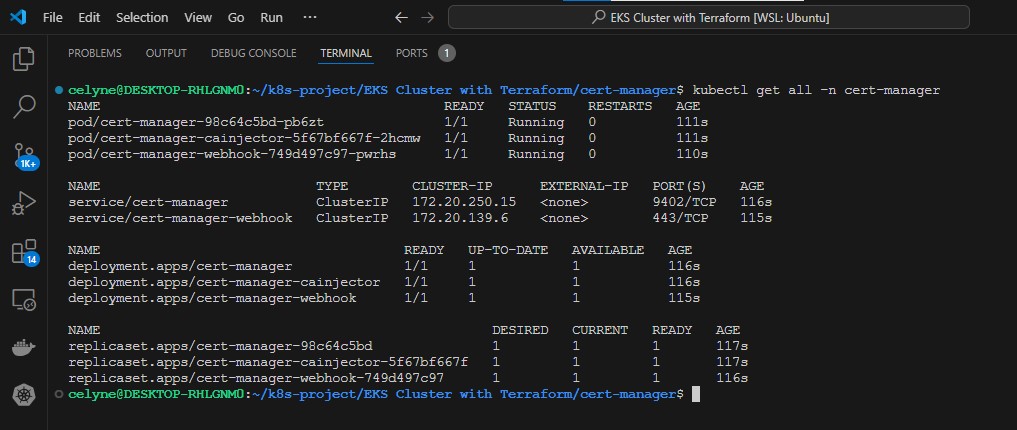 File Edit Selection View Go Run ··· EKS Cluster with Terraform [WSL: Ubuntu]
PROBLEMS OUTPUT DEBUG CONSOLE TERMINAL PORTS 1
celyne@DESKTOP-RHLGNM0:~/k8s-project/EKS Cluster with Terraform/cert-manager$ kubectl get all -n cert-manager
NAME READY STATUS RESTARTS AGE
pod/cert-manager-98c64c5bd-pb6zt 1/1 Running 0 111s
pod/cert-manager-cainjector-5f67bf667f-2hcmw 1/1 Running 0 111s
pod/cert-manager-webhook-749d497c97-pwrhs 1/1 Running 0 110s
NAME TYPE CLUSTER-IP EXTERNAL-IP PORT(S) AGE
service/cert-manager ClusterIP 172.20.250.15 <none> 9402/TCP 116s
service/cert-manager-webhook ClusterIP 172.20.139.6 <none> 443/TCP 115s
NAME READY UP-TO-DATE AVAILABLE AGE
deployment.apps/cert-manager 1/1 1 1 116s
deployment.apps/cert-manager-cainjector 1/1 1 1 116s
deployment.apps/cert-manager-webhook 1/1 1 1 115s
NAME DESIRED CURRENT READY AGE
replicaset.apps/cert-manager-98c64c5bd 1 1 1 117s
replicaset.apps/cert-manager-cainjector-5f67bf667f 1 1 1 117s
replicaset.apps/cert-manager-webhook-749d497c97 1 1 1 116s
celyne@DESKTOP-RHLGNM0:~/k8s-project/EKS Cluster with Terraform/cert-manager$
1K+
14